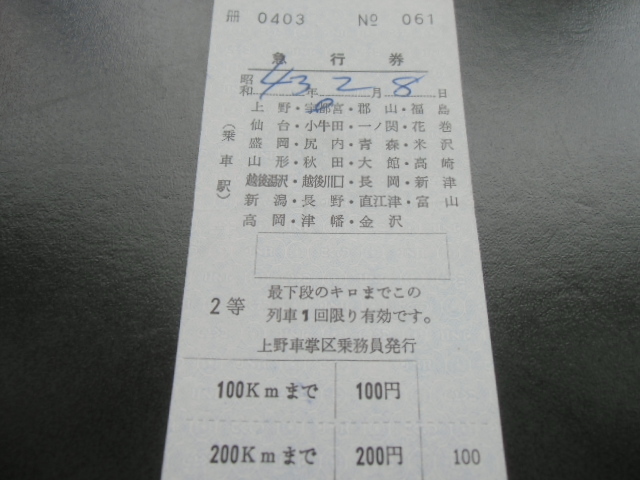 册 0403 № 061
急行券
昭和 43年 2月 8日
上野・宇都宮・郡山・福島
仙台・小牛田・一ノ関・花巻
盛岡・尻内・青森・米沢
山形・秋田・大館・高崎
越後湯沢・越後川口・長岡・新津
新潟・長野・直江津・富山
高岡・津幡・金沢
(乗車駅)
2等
最下段のキロまでこの
列車1回限り有効です。
上野車掌区乗務員発行
100Kmまで 100円
200Kmまで 200円 100